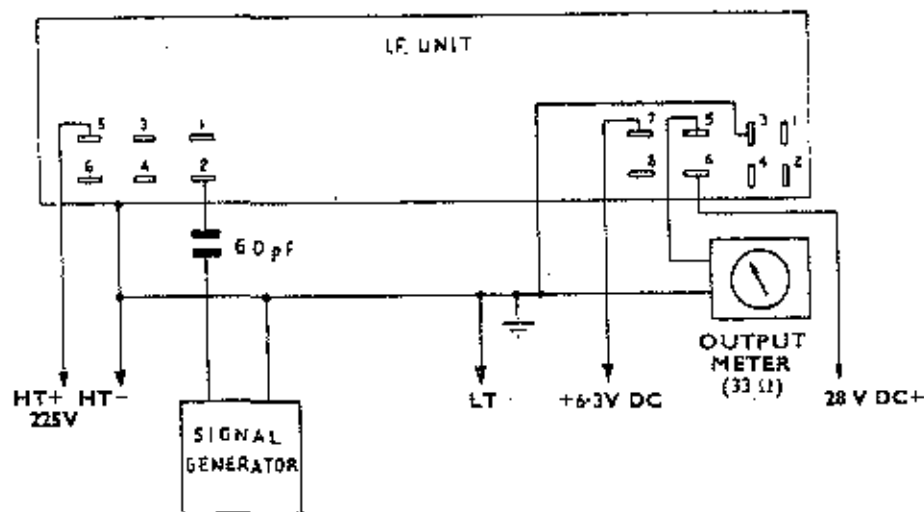 I.F. UNIT
5 3 1
6 4 2
7 5 3 1
8 6 4 2
60pF
HT+ HT-
225V
SIGNAL
GENERATOR
LT
+6·3V DC
OUTPUT
METER
(33 Ω)
28 V DC+